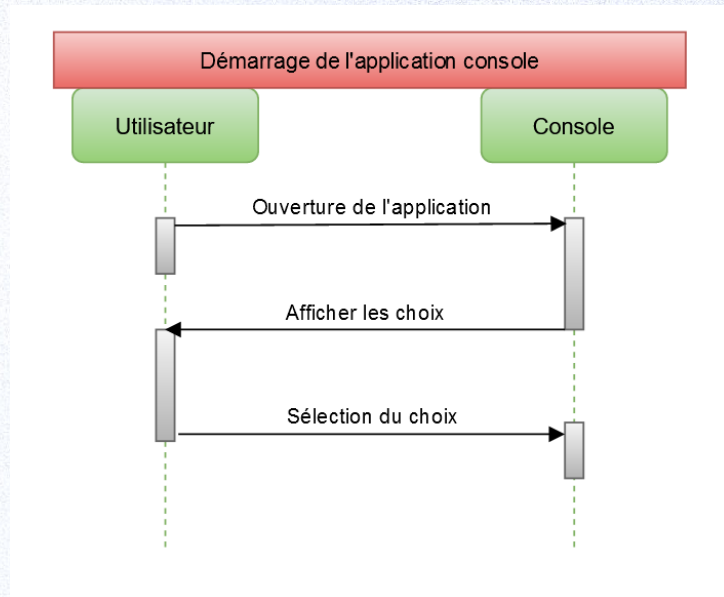 Démarrage de l'application console
Utilisateur
Console
Ouverture de l'application
Afficher les choix
Sélection du choix